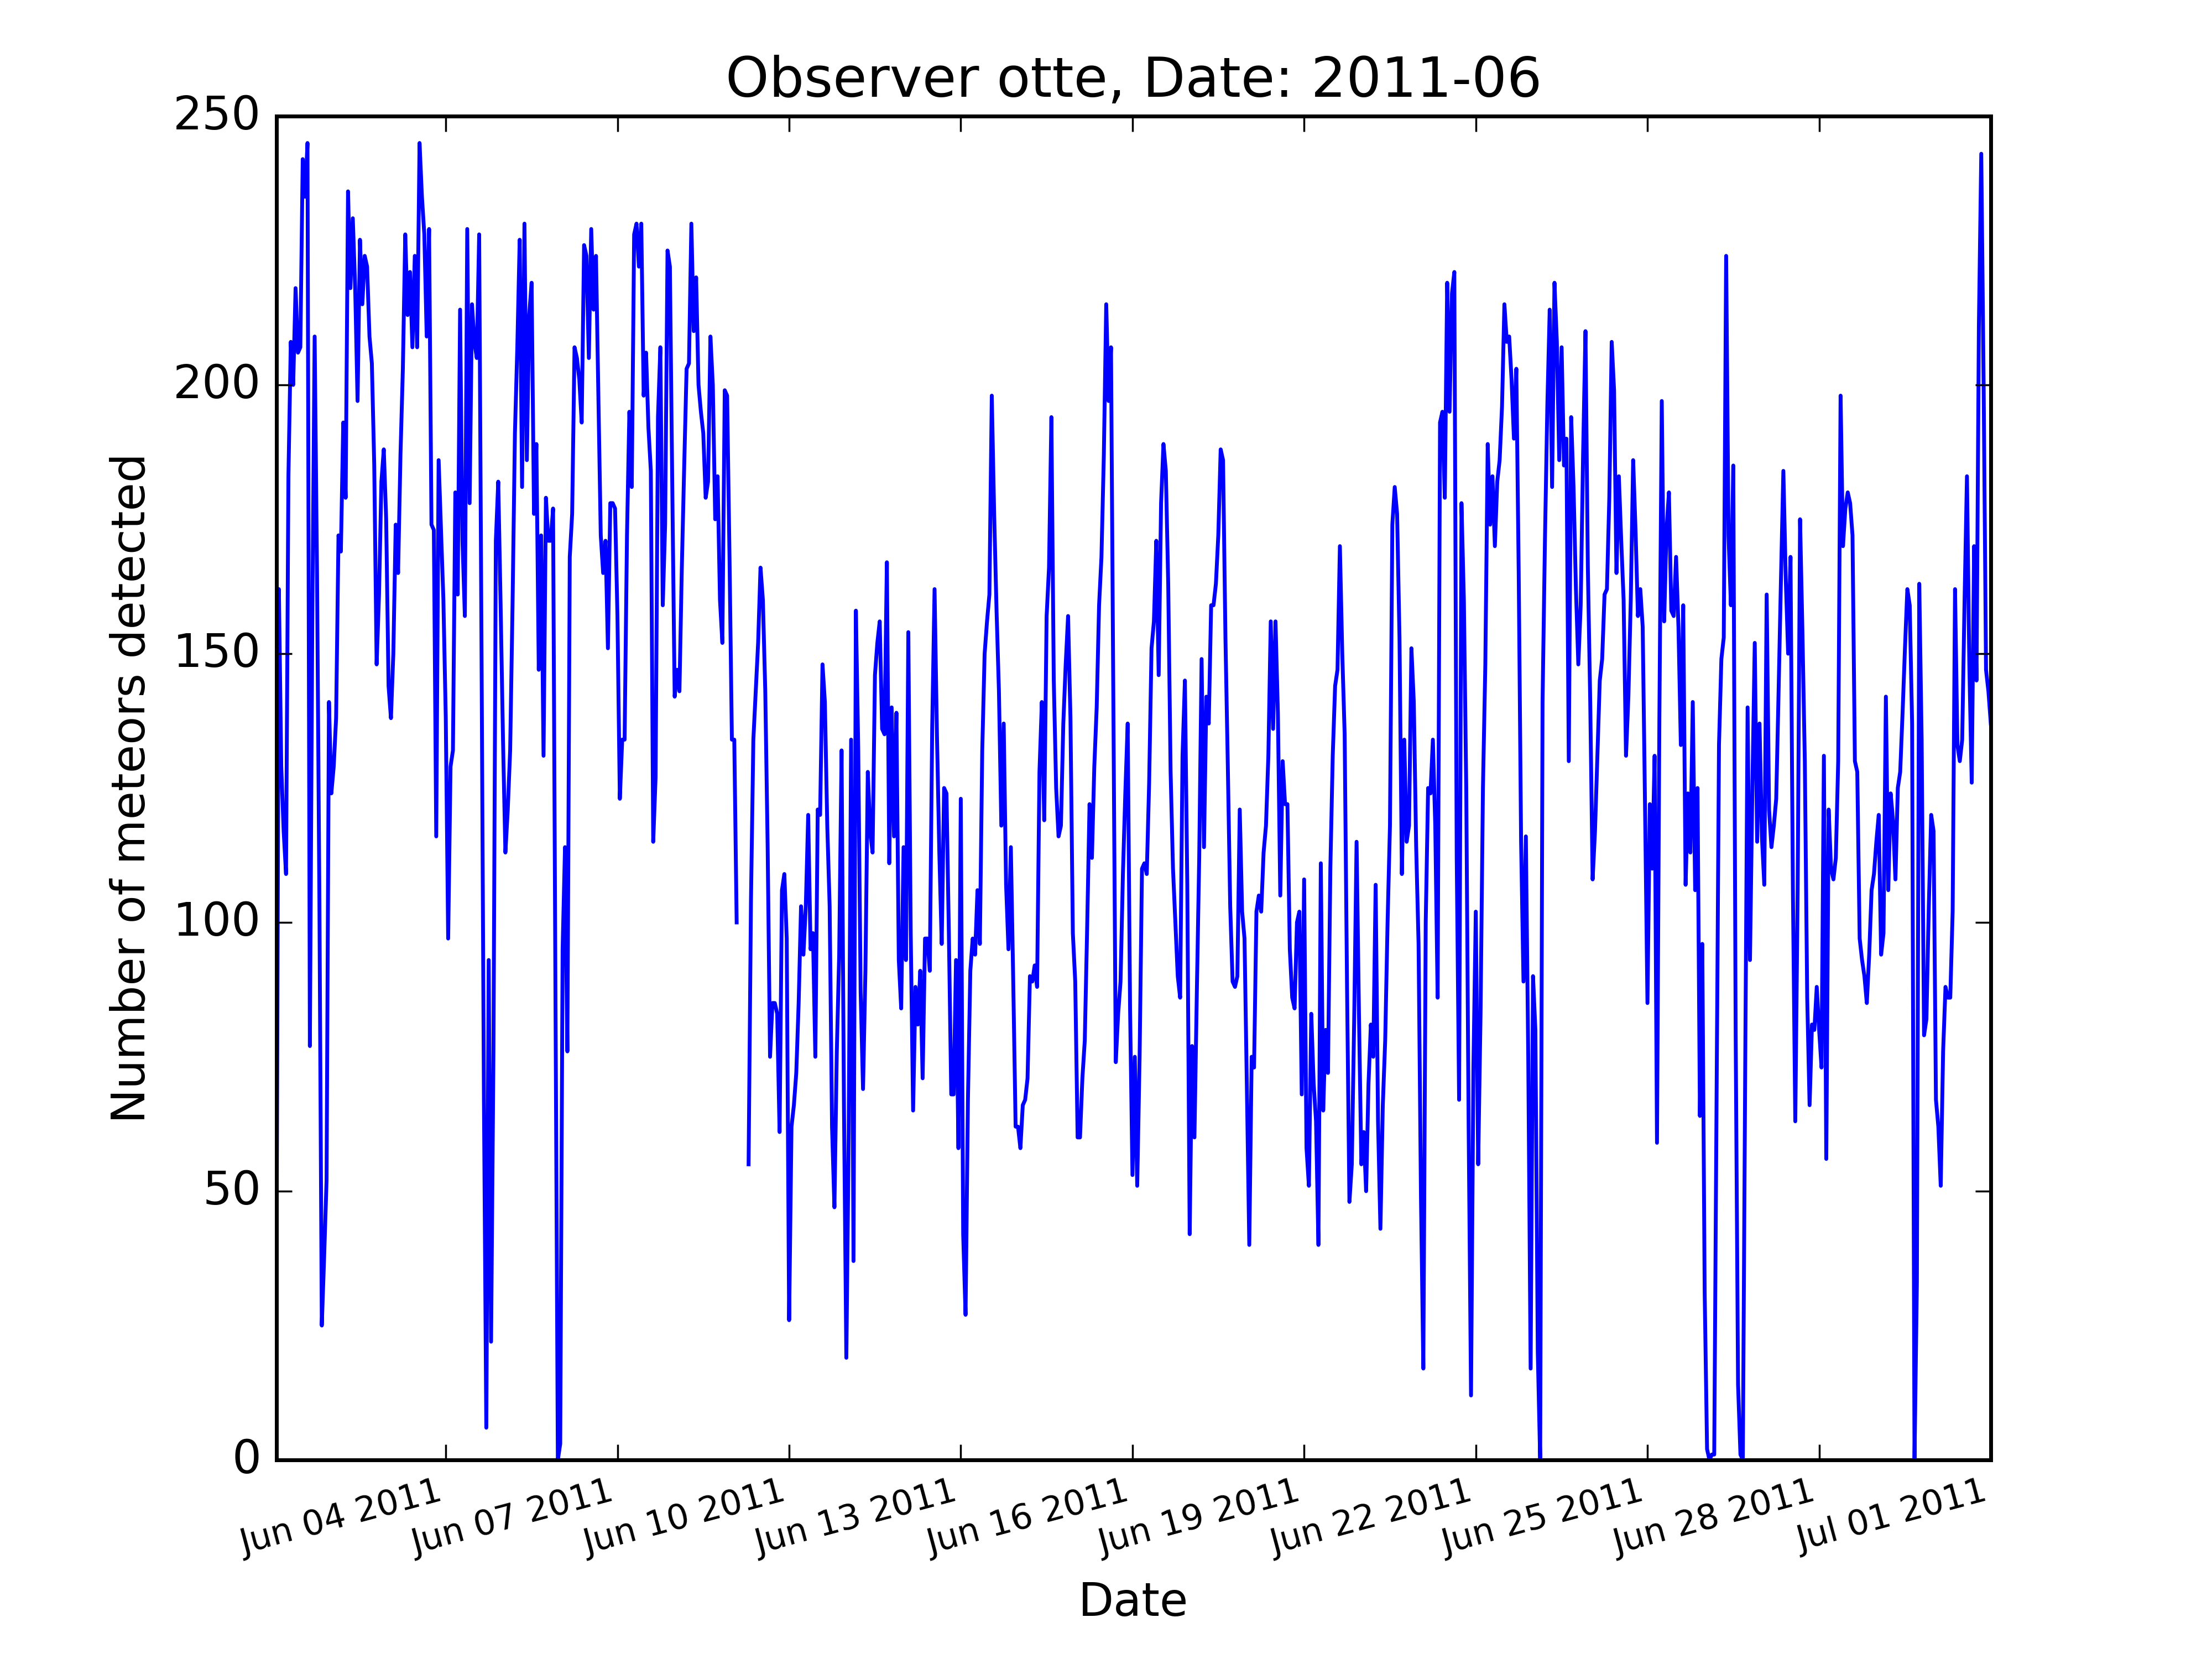 Observer otte, Date: 2011-06
250
200
150
100
50
0
Number of meteors detected
Jun 04 2011
Jun 07 2011
Jun 10 2011
Jun 13 2011
Jun 16 2011
Jun 19 2011
Jun 22 2011
Jun 25 2011
Jun 28 2011
Jul 01 2011
Date